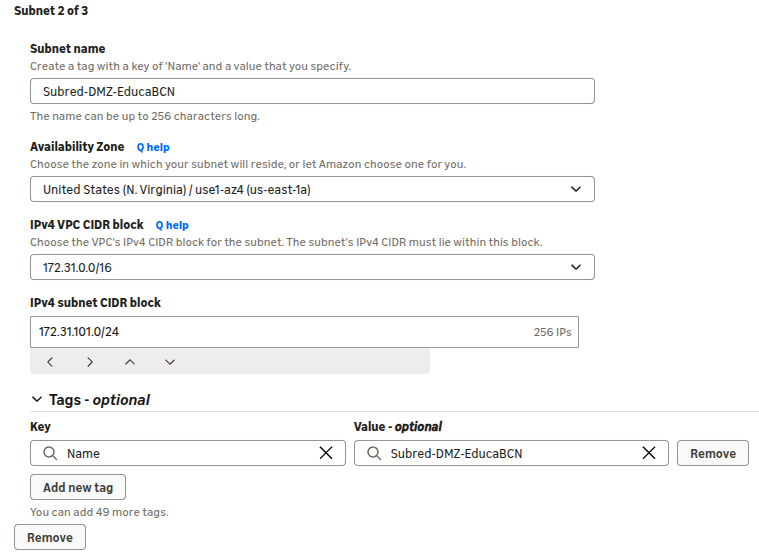 Subnet 2 of 3
Subnet name
Create a tag with a key of 'Name' and a value that you specify.
Subred-DMZ-EducaBCN
The name can be up to 256 characters long.
Availability Zone Q help
Choose the zone in which your subnet will reside, or let Amazon choose one for you.
United States (N. Virginia) / use1-az4 (us-east-1a)
IPv4 VPC CIDR block Q help
Choose the VPC's IPv4 CIDR block for the subnet. The subnet's IPv4 CIDR must lie within this block.
172.31.0.0/16
IPv4 subnet CIDR block
172.31.101.0/24 256 IPs
Tags - optional
Key Value - optional
Name Subred-DMZ-EducaBCN Remove
Add new tag
You can add 49 more tags.
Remove